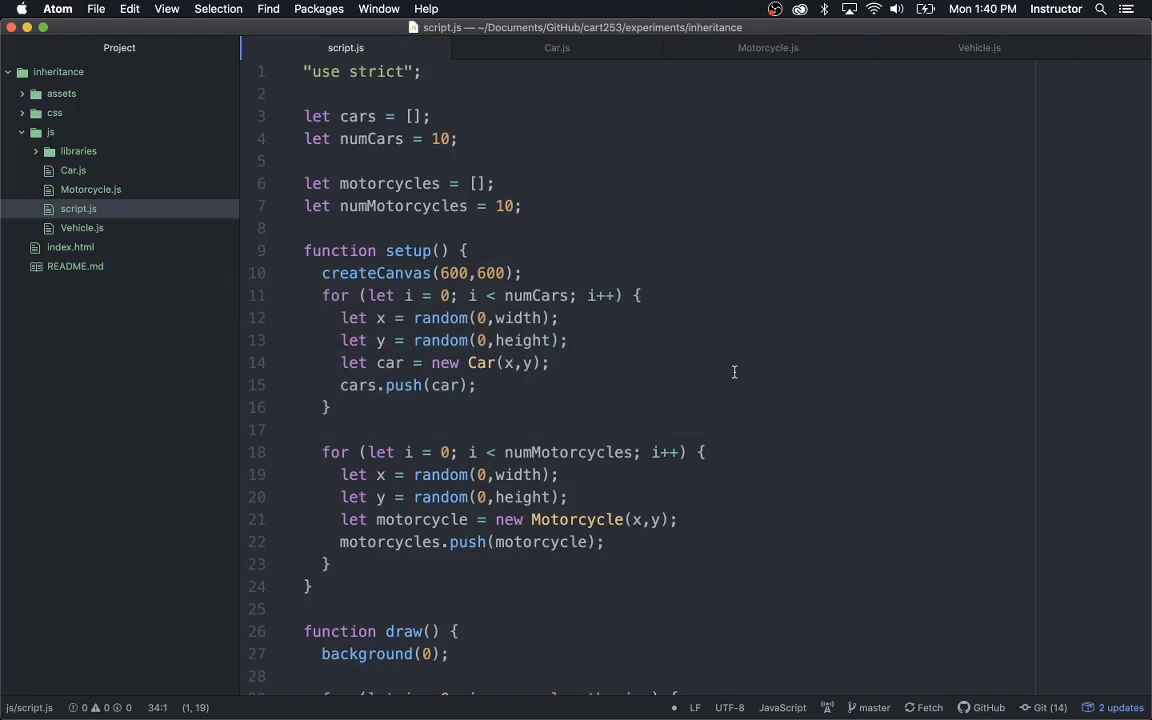 Atom File Edit View Selection Find Packages Window Help Mon 1:40 PM Instructor
script.js — ~/Documents/GitHub/cart253/experiments/inheritance
Project script.js Car.js Motorcycle.js Vehicle.js
inheritance
assets
css
js
libraries
Car.js
Motorcycle.js
script.js
Vehicle.js
index.html
README.md
1 "use strict";
2
3 let cars = [];
4 let numCars = 10;
5
6 let motorcycles = [];
7 let numMotorcycles = 10;
8
9 function setup() {
10 createCanvas(600,600);
11 for (let i = 0; i < numCars; i++) {
12 let x = random(0,width);
13 let y = random(0,height);
14 let car = new Car(x,y);
15 cars.push(car);
16 }
17
18 for (let i = 0; i < numMotorcycles; i++) {
19 let x = random(0,width);
20 let y = random(0,height);
21 let motorcycle = new Motorcycle(x,y);
22 motorcycles.push(motorcycle);
23 }
24 }
25
26 function draw() {
27 background(0);
28
js/script.js 0 0 0 34:1 (1, 19) LF UTF-8 JavaScript master Fetch GitHub Git (14) 2 updates